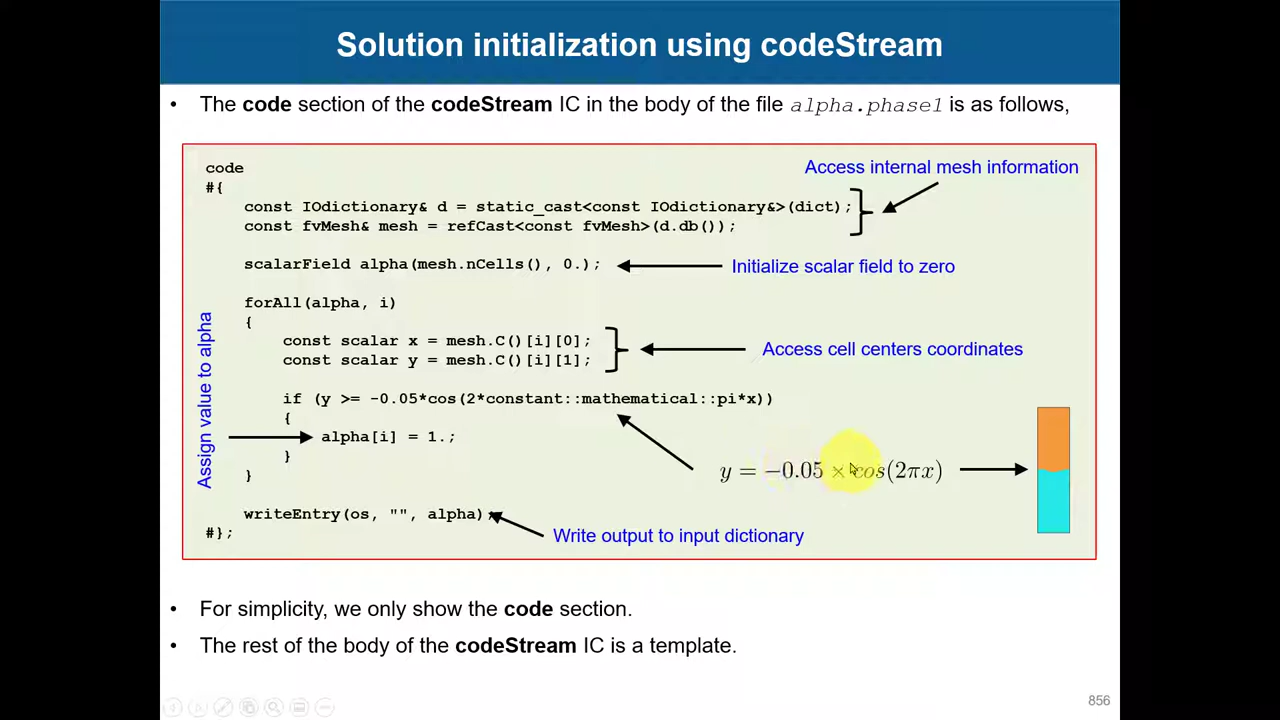 Solution initialization using codeStream
• The code section of the codeStream IC in the body of the file alpha.phase1 is as follows,
code
#{
const IOdictionary& d = static_cast<const IOdictionary&>(dict);
const fvMesh& mesh = refCast<const fvMesh>(d.db());
Access internal mesh information
scalarField alpha(mesh.nCells(), 0.);
Initialize scalar field to zero
forAll(alpha, i)
{
const scalar x = mesh.C()[i][0];
const scalar y = mesh.C()[i][1];
Access cell centers coordinates
if (y >= -0.05*cos(2*constant::mathematical::pi*x))
{
alpha[i] = 1.;
}
}
Assign value to alpha
y = −0.05 × cos(2πx)
writeEntry(os, "", alpha);
#};
Write output to input dictionary
• For simplicity, we only show the code section.
• The rest of the body of the codeStream IC is a template.
856